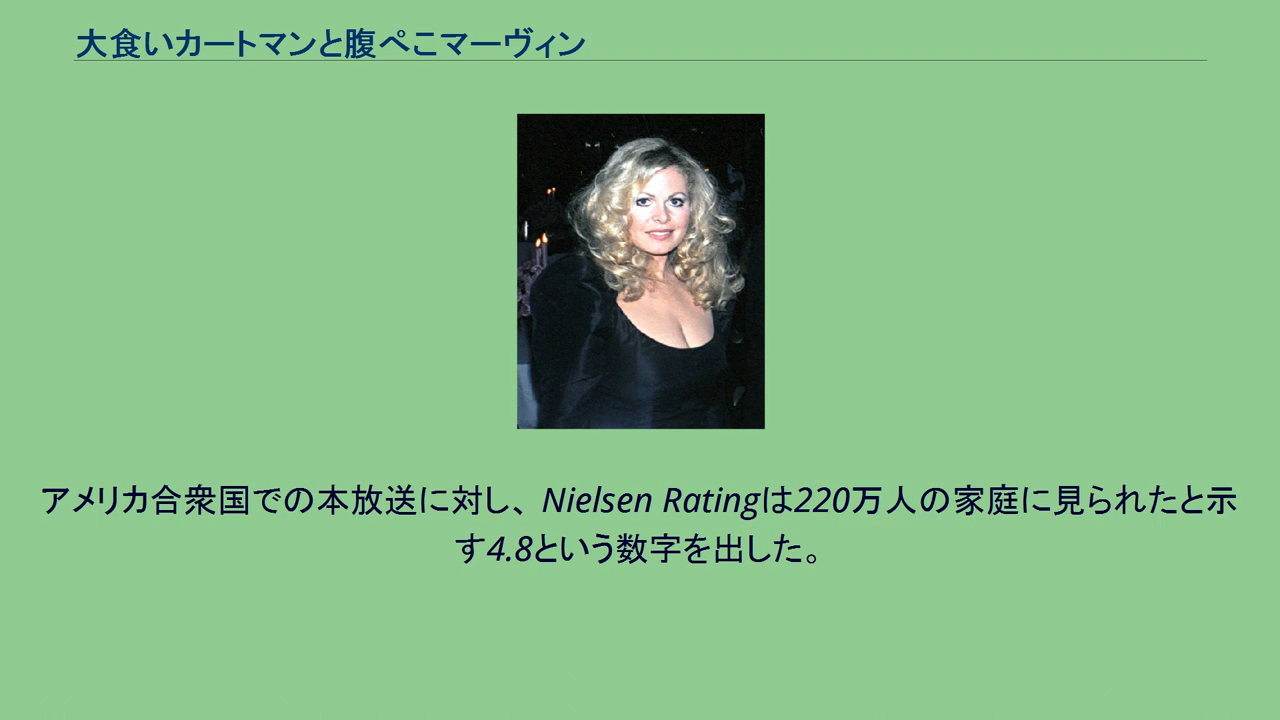 大食いカートマンと腹ぺこマーヴィン
アメリカ合衆国での本放送に対し、Nielsen Ratingは220万人の家庭に見られたと示
す4.8という数字を出した。